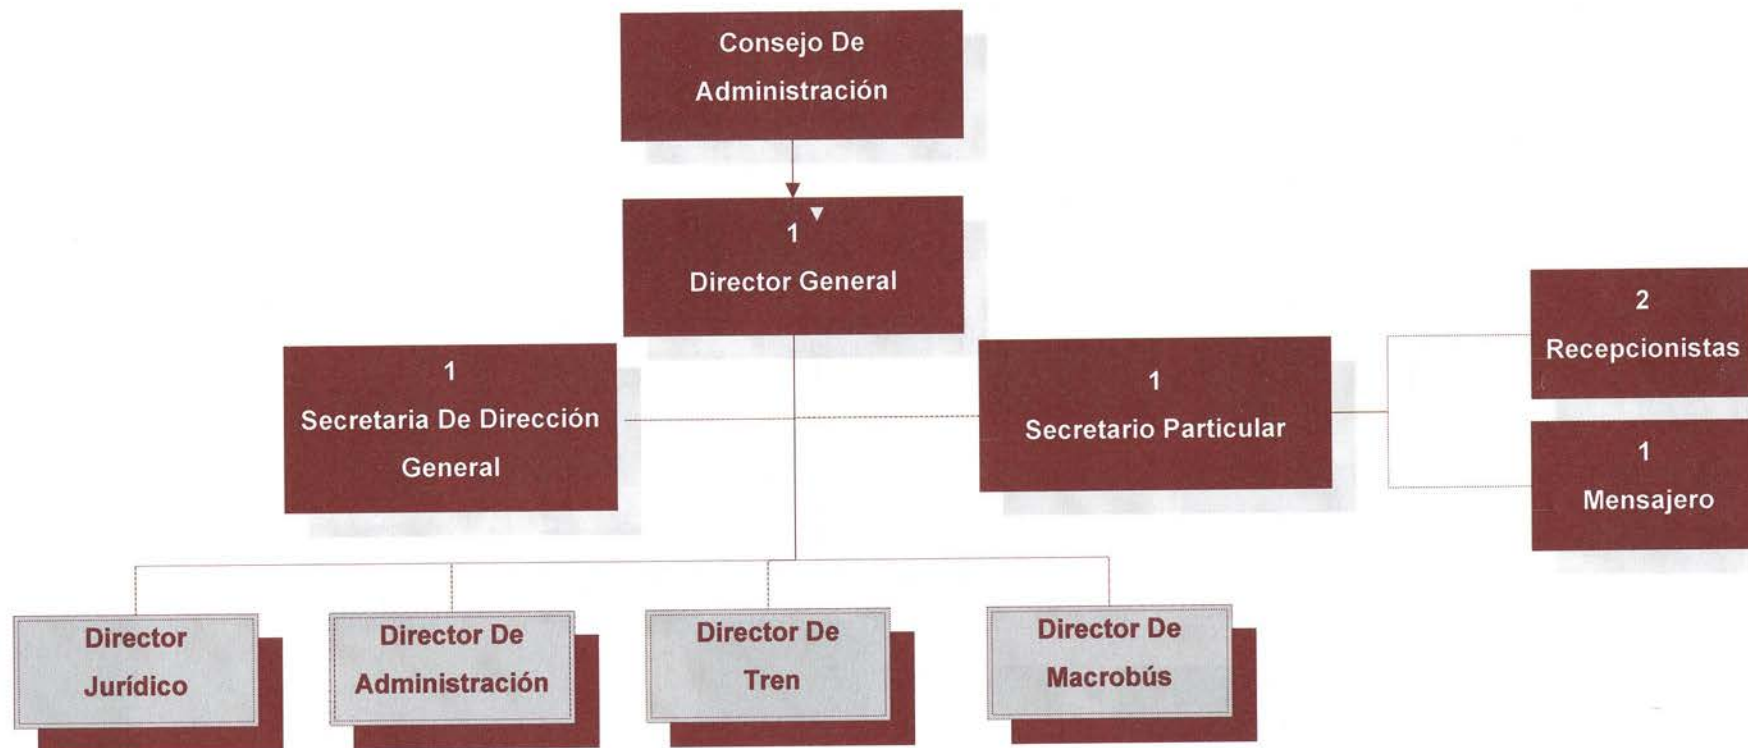 Consejo De
Administración
1
Director General
1
Secretaria De Dirección
General
1
Secretario Particular
2
Recepcionistas
1
Mensajero
Director
Jurídico
Director De
Administración
Director De
Tren
Director De
Macrobús